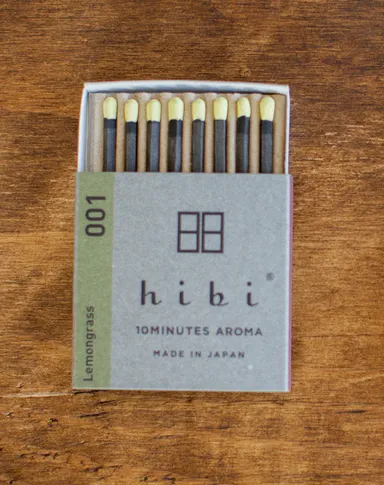 001
Lemongrass
hibi®
10MINUTES AROMA
MADE IN JAPAN